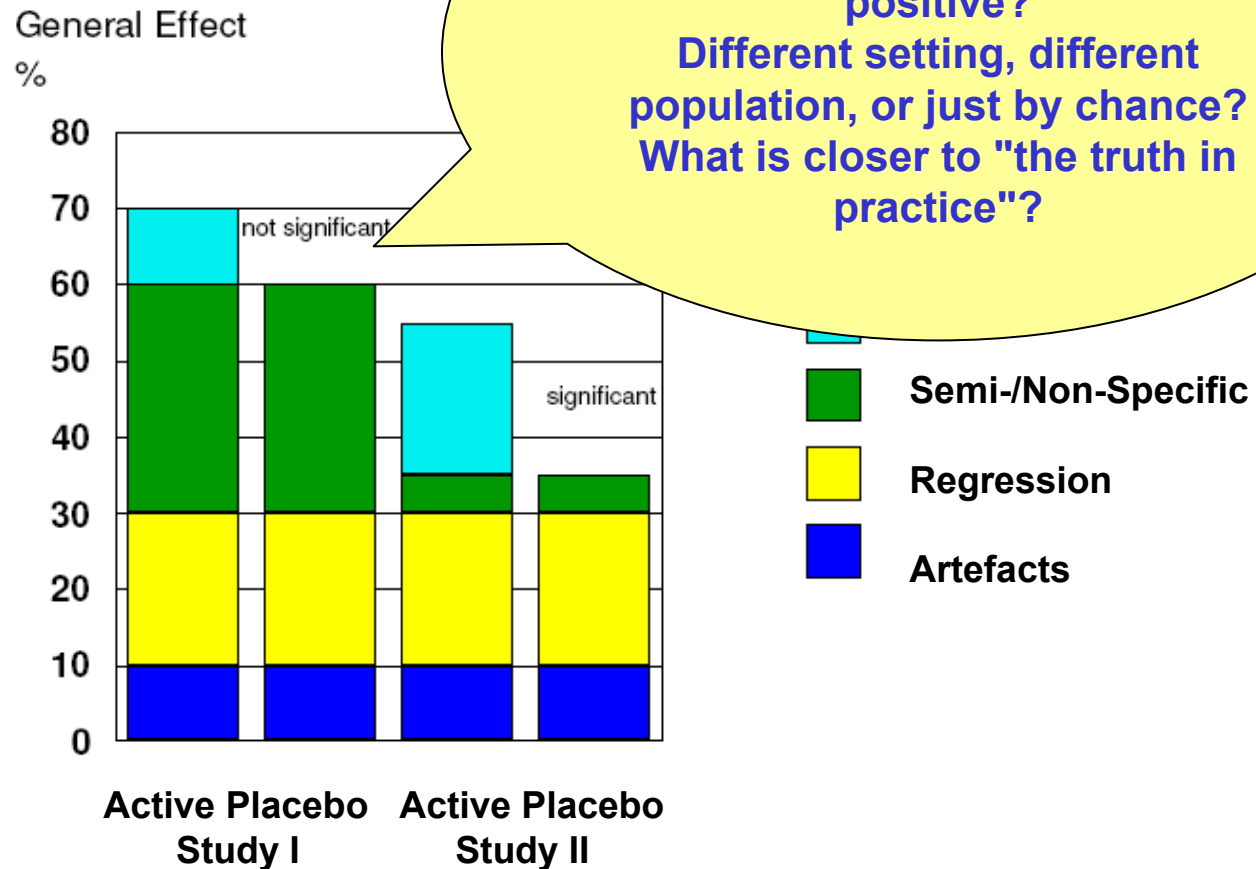 General Effect
%
positive?
Different setting, different
population, or just by chance?
What is closer to "the truth in
practice"?
80
70
60
50
40
30
20
10
0
not significant
significant
Semi-/Non-Specific
Regression
Artefacts
Active Placebo Active Placebo
Study I Study II